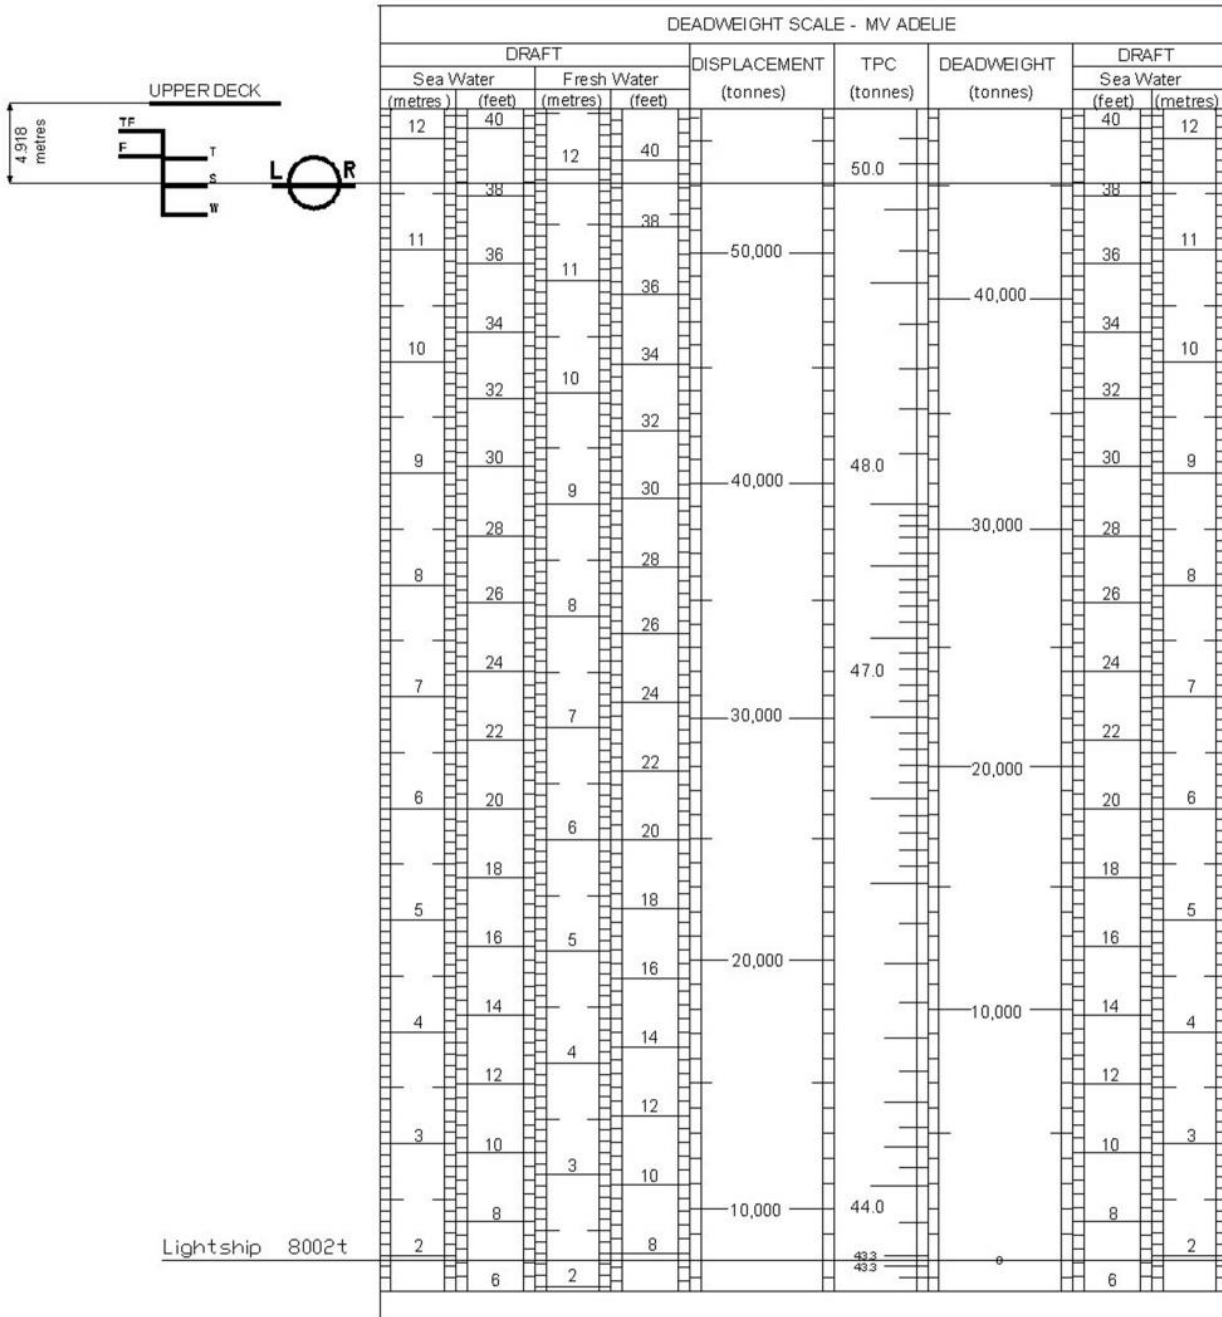 DEADWEIGHT SCALE - MV ADELIE
DRAFT DISPLACEMENT (tonnes) TPC (tonnes) DEADWEIGHT (tonnes) DRAFT
Sea Water Fresh Water Sea Water
(metres) (feet) (metres) (feet) (feet) (metres)
UPPER DECK
4.918 metres
TF
F
T
S
W
L R
12 40 40 12
12 40 50.0
38 38
38
11 50,000 11
36 36
11
36 40,000
34 34
10 10
34
10
32 32
32
9 30 48.0 30 9
40,000
9 30
28 30,000 28
28
8 8
26 26
8
26
24 47.0 24
7 7
24
7 30,000
22 22
22 20,000
6 20 20 6
6 20
18 18
18
5 5
16 16
5
20,000
16
14 10,000 14
4 4
14
4
12 12
12
3 3
10 10
3
10
8 10,000 44.0 8
Lightship 8002t
2 8 2
43.3 0
43.3
6 2 6